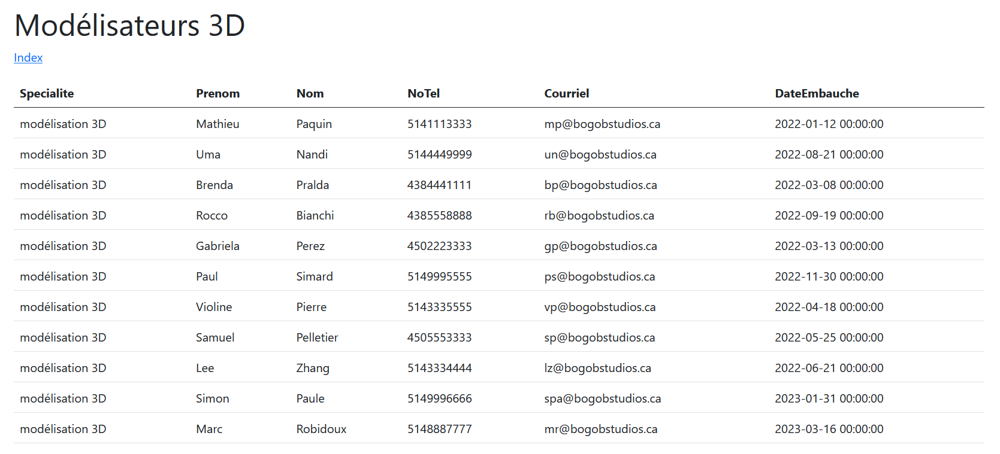 Modélisateurs 3D
Index
Specialite Prenom Nom NoTel Courriel DateEmbauche
modélisation 3D Mathieu Paquin 5141113333 mp@bogobstudios.ca 2022-01-12 00:00:00
modélisation 3D Uma Nandi 5144449999 un@bogobstudios.ca 2022-08-21 00:00:00
modélisation 3D Brenda Pralda 4384441111 bp@bogobstudios.ca 2022-03-08 00:00:00
modélisation 3D Rocco Bianchi 4385558888 rb@bogobstudios.ca 2022-09-19 00:00:00
modélisation 3D Gabriela Perez 4502223333 gp@bogobstudios.ca 2022-03-13 00:00:00
modélisation 3D Paul Simard 5149995555 ps@bogobstudios.ca 2022-11-30 00:00:00
modélisation 3D Violine Pierre 5143335555 vp@bogobstudios.ca 2022-04-18 00:00:00
modélisation 3D Samuel Pelletier 4505553333 sp@bogobstudios.ca 2022-05-25 00:00:00
modélisation 3D Lee Zhang 5143334444 lz@bogobstudios.ca 2022-06-21 00:00:00
modélisation 3D Simon Paule 5149996666 spa@bogobstudios.ca 2023-01-31 00:00:00
modélisation 3D Marc Robidoux 5148887777 mr@bogobstudios.ca 2023-03-16 00:00:00